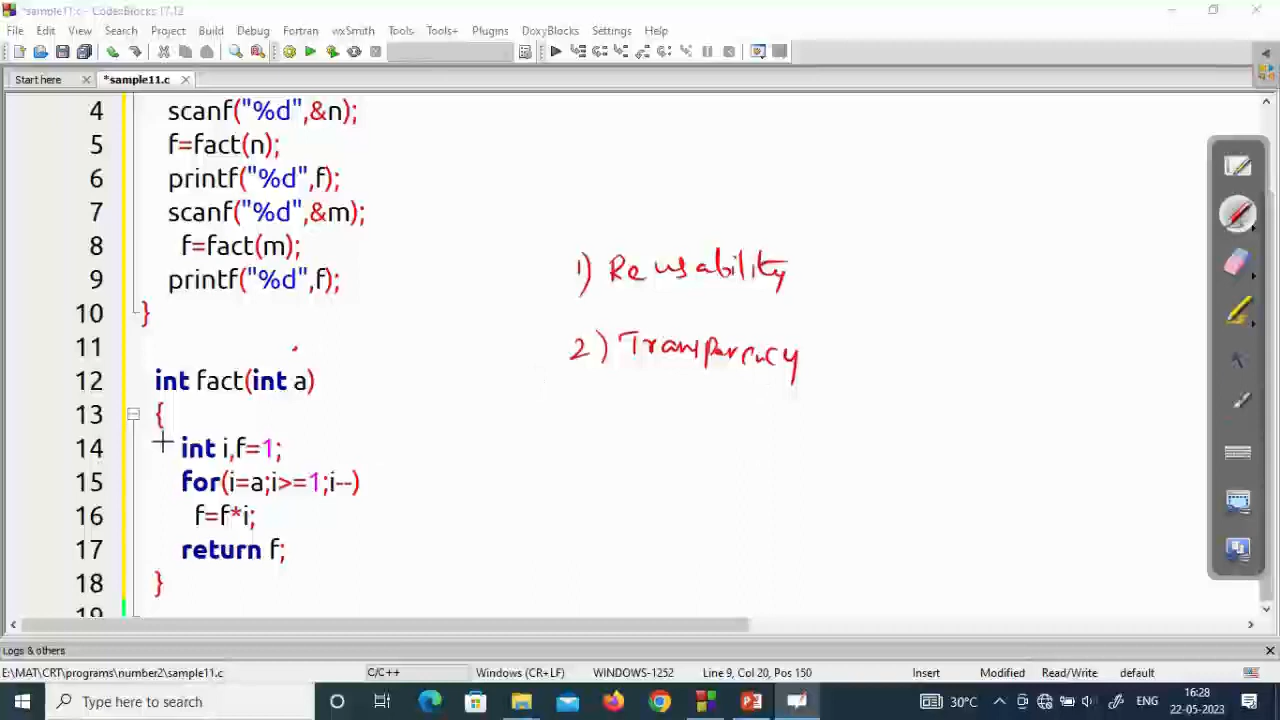 *sample11.c - Code::Blocks 17.12
File Edit View Search Project Build Debug Fortran wxSmith Tools Tools+ Plugins DoxyBlocks Settings Help
Start here *sample11.c
4 scanf("%d",&n);
5 f=fact(n);
6 printf("%d",f);
7 scanf("%d",&m);
8 f=fact(m);
9 printf("%d",f);
10 }
11
12 int fact(int a)
13 {
14 int i,f=1;
15 for(i=a;i>=1;i--)
16 f=f*i;
17 return f;
18 }
19
1) Reusability
2) Tranparency
Logs & others
E:\MAT\CRT\programs\number2\sample11.c C/C++ Windows (CR+LF) WINDOWS-1252 Line 9, Col 20, Pos 150 Insert Modified Read/Write default
Type here to search 30°C ENG 16:28
22-05-2023